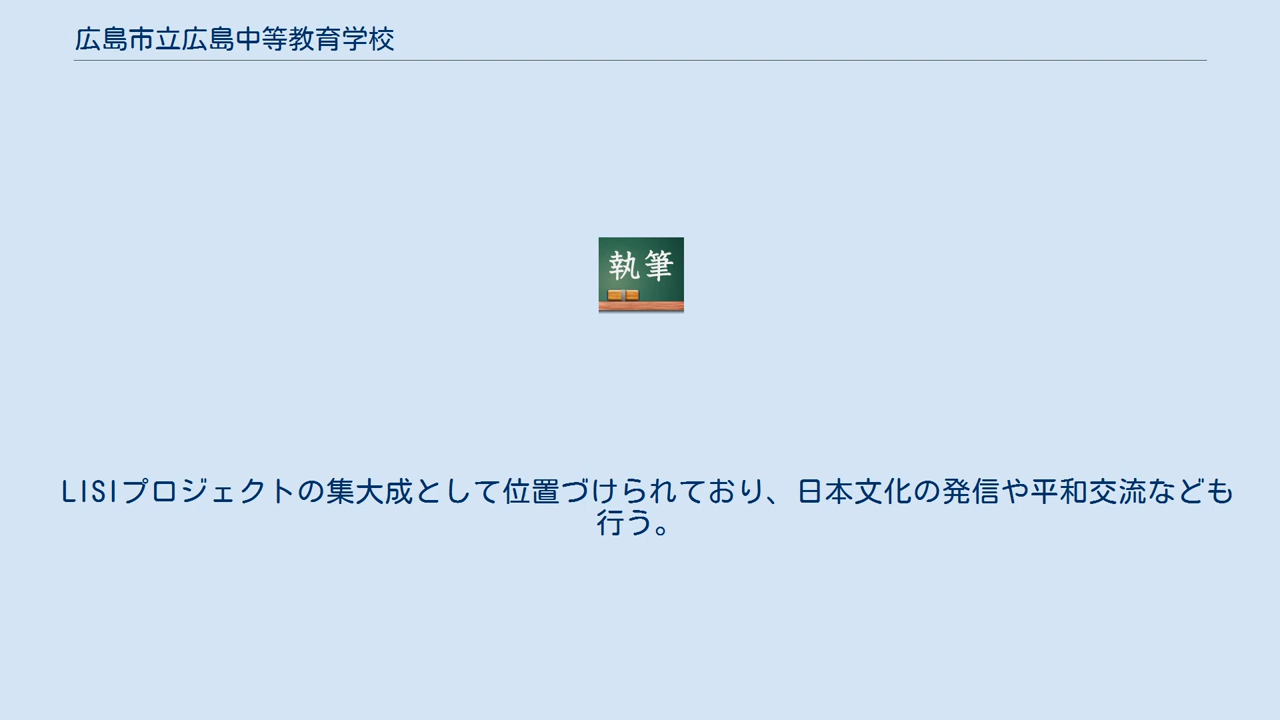 広島市立広島中等教育学校
執筆
LISIプロジェクトの集大成として位置づけられており、日本文化の発信や平和交流なども
行う。